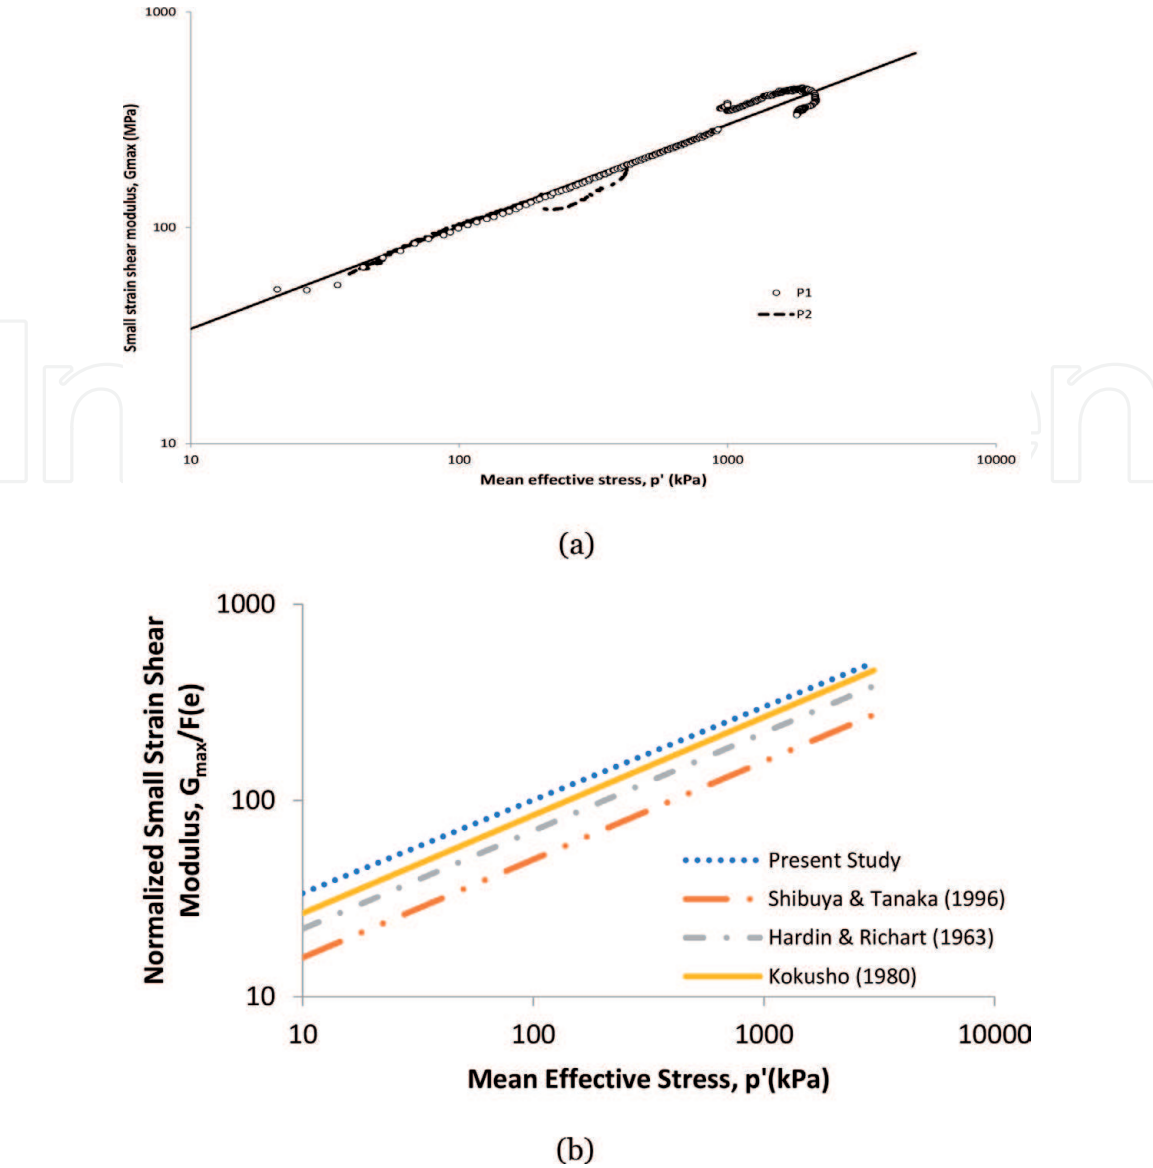 1000
100
10
Small strain shear modulus, Gmax (MPa)
P1
P2
10
100
1000
10000
Mean effective stress, p' (kPa)
(a)
1000
100
10
Normalized Small Strain Shear
Modulus, Gmax/F(e)
Present Study
Shibuya & Tanaka (1996)
Hardin & Richart (1963)
Kokusho (1980)
10
100
1000
10000
Mean Effective Stress, p'(kPa)
(b)